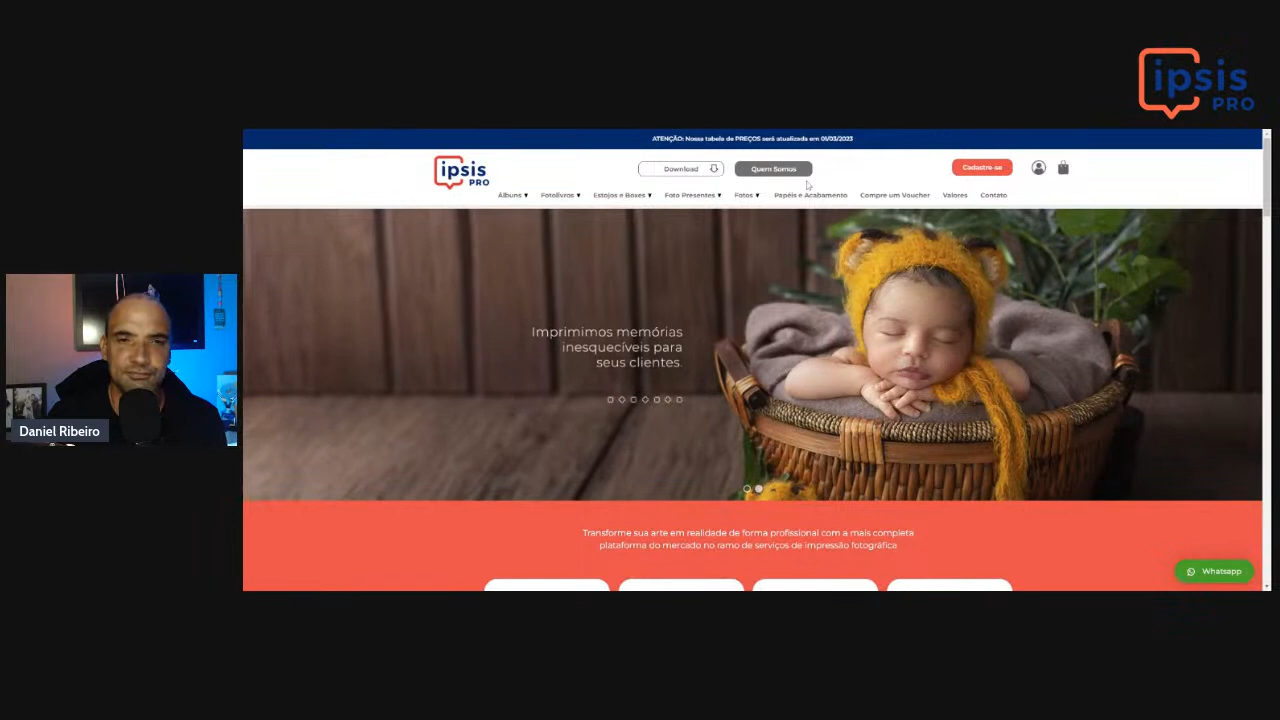 ipsis
PRO
ATENÇÃO: Nossa tabela de PREÇOS será atualizada em 01/03/2023
ipsis
PRO
Download
Quem Somos
Cadastre-se
Álbuns ▾
Fotolivros ▾
Estojos e Boxes ▾
Foto Presentes ▾
Fotos ▾
Papéis e Acabamento
Compre um Voucher
Valores
Contato
Imprimimos memórias
inesquecíveis para
seus clientes.
Daniel Ribeiro
Transforme sua arte em realidade de forma profissional com a mais completa
plataforma do mercado no ramo de serviços de impressão fotográfica
Whatsapp